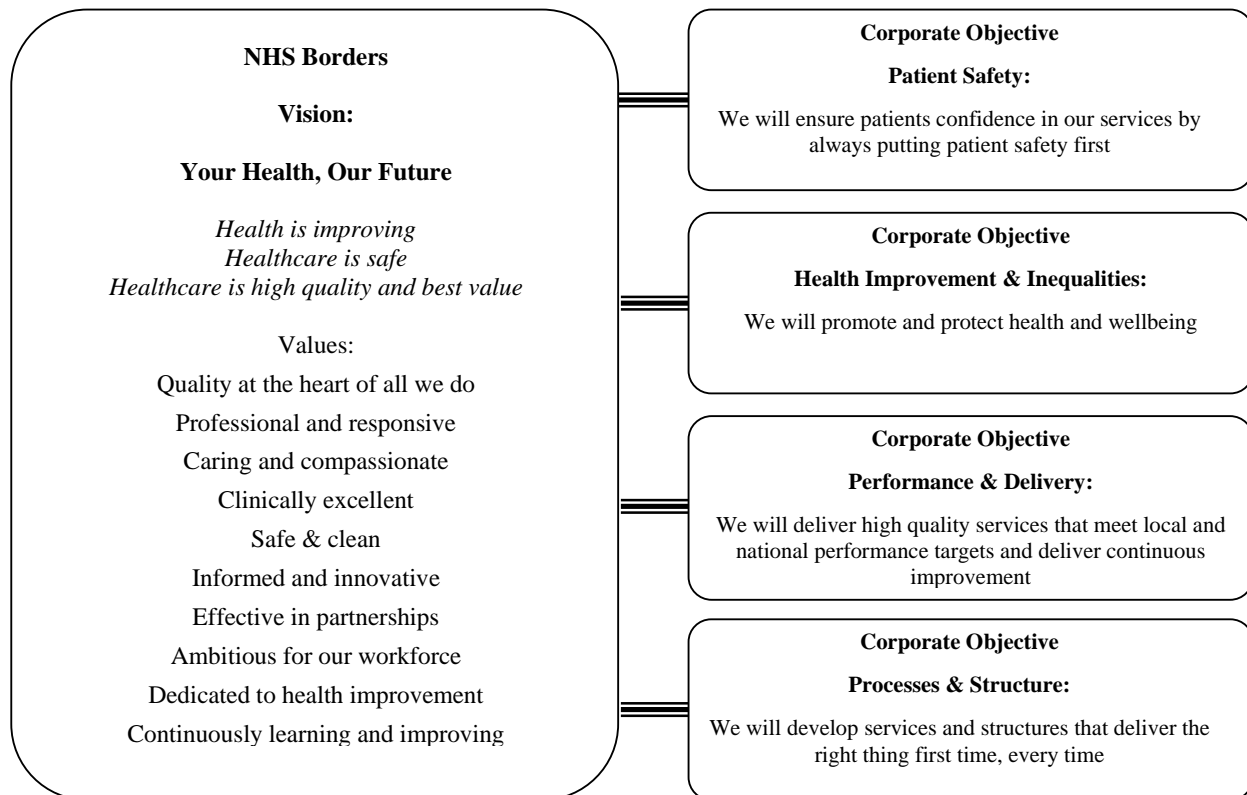 NHS Borders
Vision:
Your Health, Our Future
Health is improving
Healthcare is safe
Healthcare is high quality and best value
Values:
Quality at the heart of all we do
Professional and responsive
Caring and compassionate
Clinically excellent
Safe & clean
Informed and innovative
Effective in partnerships
Ambitious for our workforce
Dedicated to health improvement
Continuously learning and improving
Corporate Objective
Patient Safety:
We will ensure patients confidence in our services by
always putting patient safety first
Corporate Objective
Health Improvement & Inequalities:
We will promote and protect health and wellbeing
Corporate Objective
Performance & Delivery:
We will deliver high quality services that meet local and
national performance targets and deliver continuous
improvement
Corporate Objective
Processes & Structure:
We will develop services and structures that deliver the
right thing first time, every time